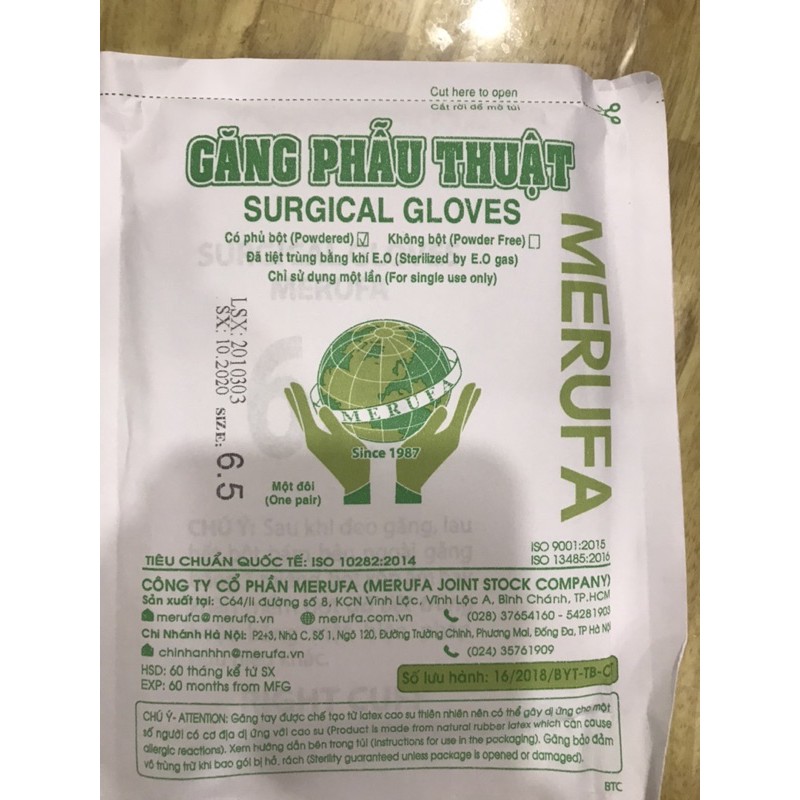 Cut here to open
Cắt rời để mở túi
GĂNG PHẪU THUẬT
SURGICAL GLOVES
Có phủ bột (Powdered) ☑ Không bột (Powder Free) ☐
Đã tiệt trùng bằng khí E.O (Sterilized by E.O gas)
Chỉ sử dụng một lần (For single use only)
MERUFA
LSX: 2010303
SX: 10.2020 SIZE: 6.5
MERUFA
Since 1987
Một đôi
(One pair)
ISO 9001:2015
TIÊU CHUẨN QUỐC TẾ: ISO 10282:2014 ISO 13485:2016
CÔNG TY CỔ PHẦN MERUFA (MERUFA JOINT STOCK COMPANY)
Sản xuất tại: C64/II đường số 8, KCN Vĩnh Lộc, Vĩnh Lộc A, Bình Chánh, TP.HCM
merufa@merufa.vn merufa.com.vn (028) 37654160 - 54281903
Chi Nhánh Hà Nội: P2+3, Nhà C, Số 1, Ngõ 120, Đường Trường Chinh, Phương Mai, Đống Đa, TP Hà Nội
chinhanhhn@merufa.vn (024) 35761909
HSD: 60 tháng kể từ SX
EXP: 60 months from MFG
Số lưu hành: 16/2018/BYT-TB-CT
CHÚ Ý- ATTENTION: Găng tay được chế tạo từ latex cao su thiên nhiên nên có thể gây dị ứng cho một
số người có cơ địa dị ứng với cao su (Product is made from natural rubber latex which can cause
allergic reactions). Xem hướng dẫn bên trong túi (Instructions for use in the packaging). Găng bảo đảm
vô trùng trừ khi bao gói bị hở, rách (Sterility guaranteed unless package is opened or damaged).
BTC